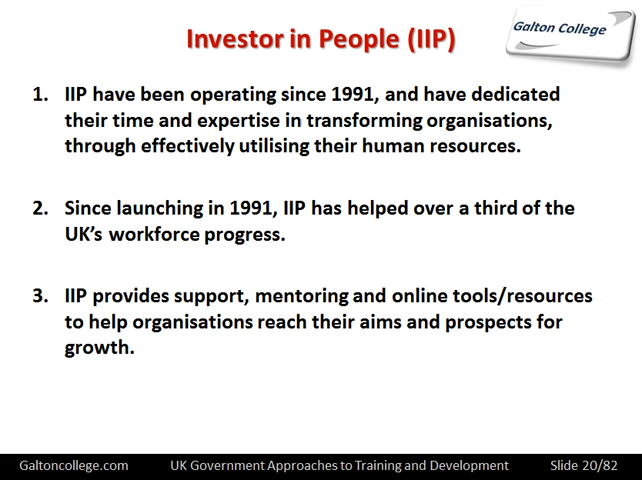 Investor in People (IIP)
Galton College
1. IIP have been operating since 1991, and have dedicated
their time and expertise in transforming organisations,
through effectively utilising their human resources.
2. Since launching in 1991, IIP has helped over a third of the
UK’s workforce progress.
3. IIP provides support, mentoring and online tools/resources
to help organisations reach their aims and prospects for
growth.
Galtoncollege.com UK Government Approaches to Training and Development Slide 20/82